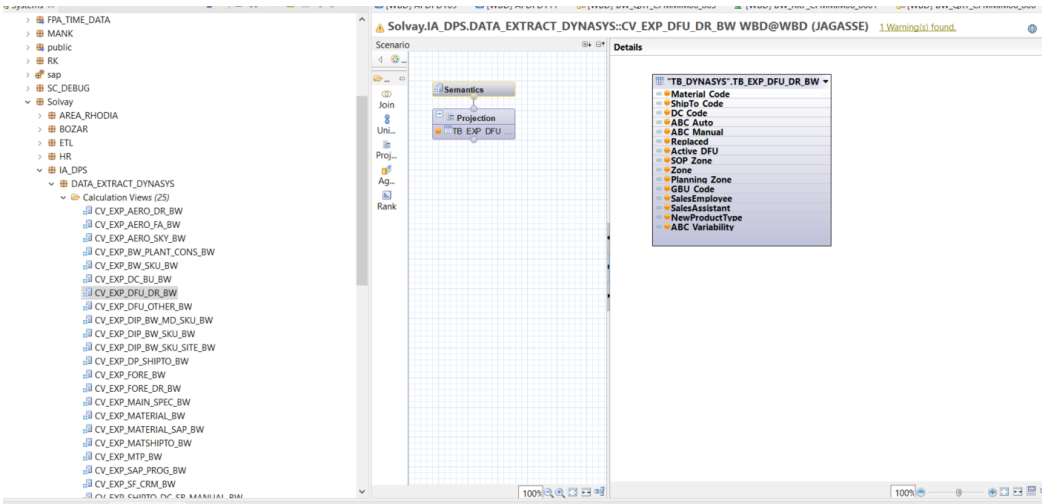 FPA_TIME_DATA
MANK
public
RK
sap
SC_DEBUG
Solvay
AREA_RHODIA
BOZAR
ETL
HR
IA_DPS
DATA_EXTRACT_DYNASYS
Calculation Views (25)
CV_EXP_AERO_DR_BW
CV_EXP_AERO_FA_BW
CV_EXP_AERO_SKY_BW
CV_EXP_BW_PLANT_CONS_BW
CV_EXP_BW_SKU_BW
CV_EXP_DC_BU_BW
CV_EXP_DFU_DR_BW
CV_EXP_DFU_OTHER_BW
CV_EXP_DIP_BW_MD_SKU_BW
CV_EXP_DIP_BW_SKU_BW
CV_EXP_DIP_BW_SKU_SITE_BW
CV_EXP_DP_SHIPTO_BW
CV_EXP_FORE_BW
CV_EXP_FORE_DR_BW
CV_EXP_MAIN_SPEC_BW
CV_EXP_MATERIAL_BW
CV_EXP_MATERIAL_SAP_BW
CV_EXP_MATSHIPTO_BW
CV_EXP_MTP_BW
CV_EXP_SAP_PROG_BW
CV_EXP_SF_CRM_BW
CV_EXP_SHIPTO_DC_SR_MANUAL_BW
Solvay.IA_DPS.DATA_EXTRACT_DYNASYS::CV_EXP_DFU_DR_BW WBD@WBD (JAGASSE) 1 Warning(s) found.
Scenario
Join
Uni...
Proj...
Ag...
Rank
Semantics
Projection
TB_EXP_DFU_...
100%
Details
"TB_DYNASYS".TB_EXP_DFU_DR_BW
Material Code
ShipTo Code
DC Code
ABC Auto
ABC Manual
Replaced
Active DFU
SOP Zone
Zone
Planning Zone
GBU Code
SalesEmployee
SalesAssistant
NewProductType
ABC Variability
100%